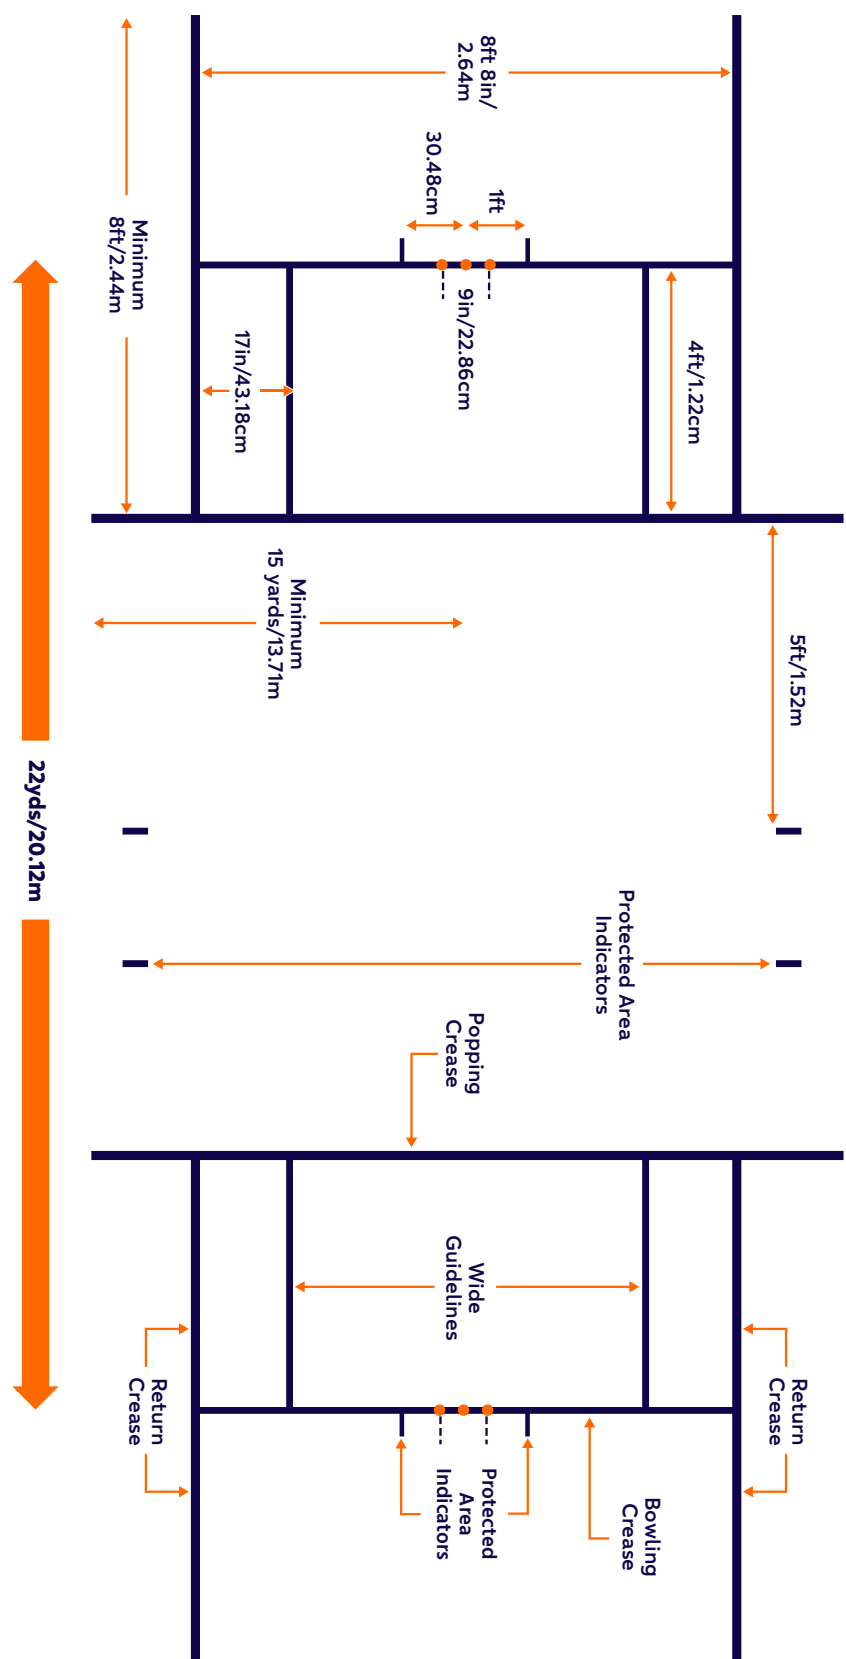 8ft 8in/
2.64m
1ft
30.48cm
Minimum
8ft/2.44m
9in/22.86cm
17in/43.18cm
4ft/1.22cm
Minimum
15 yards/13.71m
5ft/1.52m
22yds/20.12m
Protected Area
Indicators
Popping
Crease
Wide
Guidelines
Return
Crease
Return
Crease
Protected
Area
Indicators
Bowling
Crease